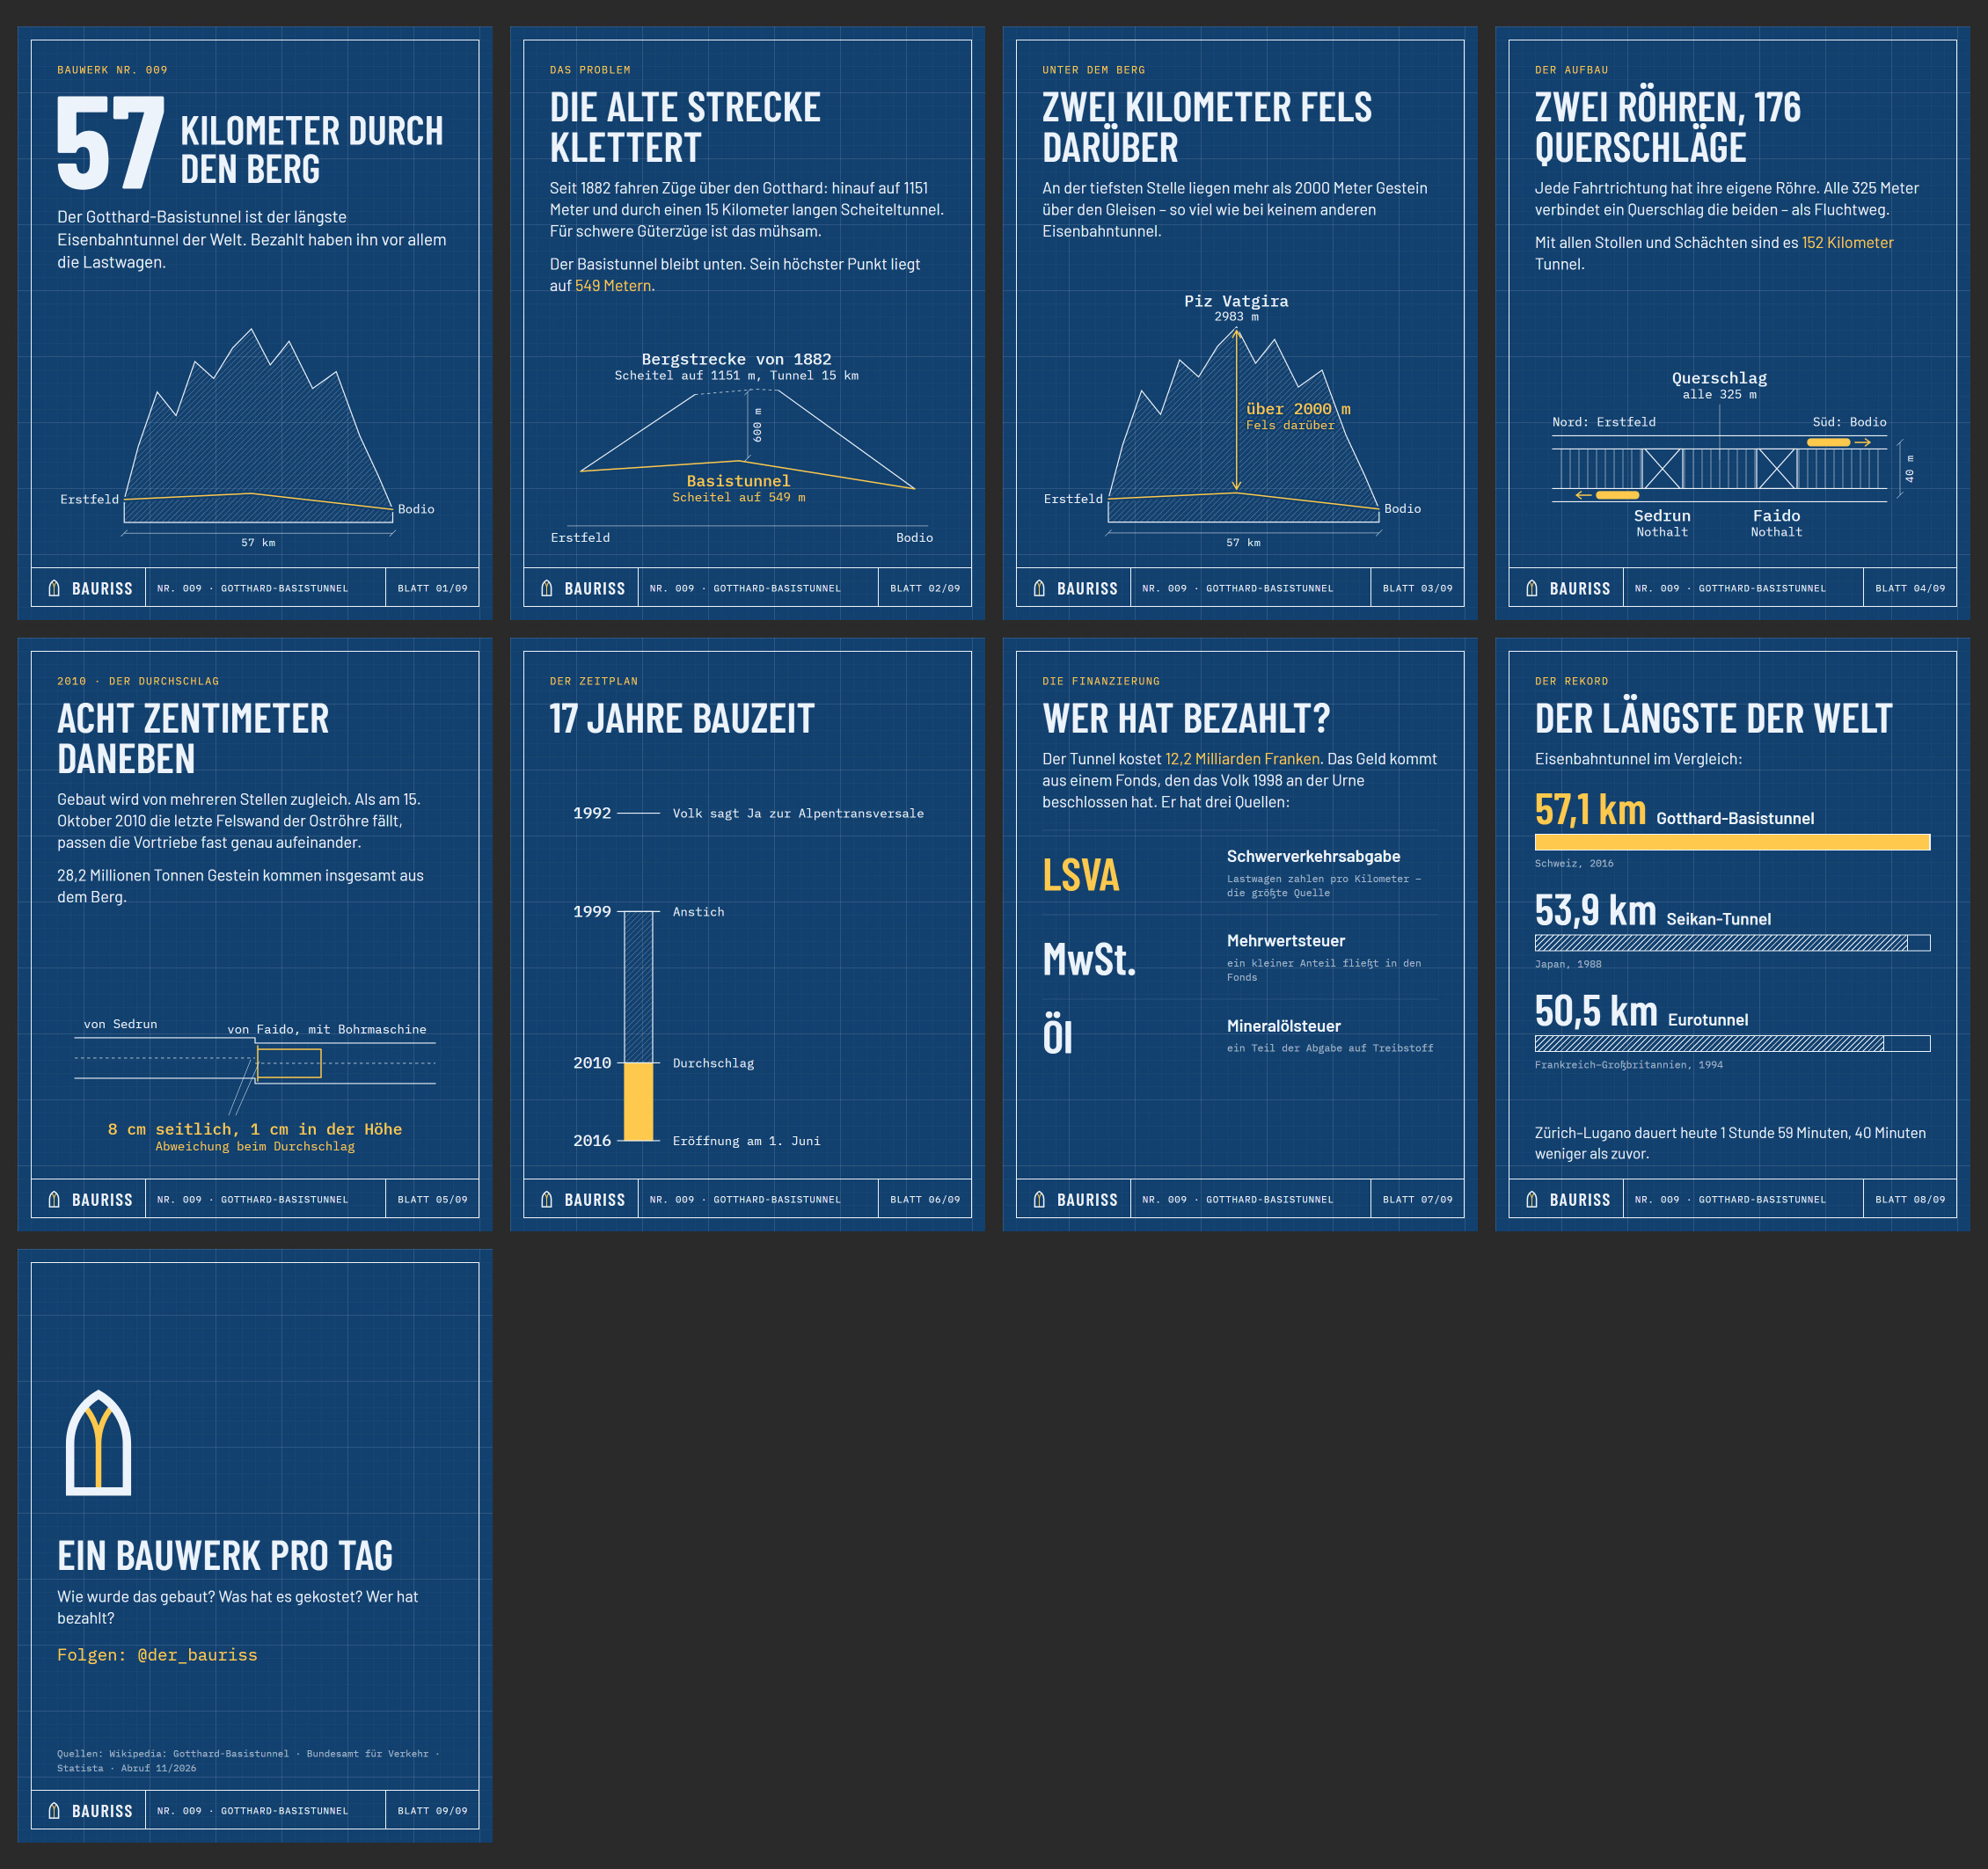 BAUWERK NR. 009
57 KILOMETER DURCH
DEN BERG
Der Gotthard-Basistunnel ist der längste
Eisenbahntunnel der Welt. Bezahlt haben ihn vor allem
die Lastwagen.
Erstfeld
Bodio
57 km
BAURISS
NR. 009 · GOTTHARD-BASISTUNNEL
BLATT 01/09
DAS PROBLEM
DIE ALTE STRECKE
KLETTERT
Seit 1882 fahren Züge über den Gotthard: hinauf auf 1151
Meter und durch einen 15 Kilometer langen Scheiteltunnel.
Für schwere Güterzüge ist das mühsam.
Der Basistunnel bleibt unten. Sein höchster Punkt liegt
auf 549 Metern.
Bergstrecke von 1882
Scheitel auf 1151 m, Tunnel 15 km
600 m
Basistunnel
Scheitel auf 549 m
Erstfeld
Bodio
BAURISS
NR. 009 · GOTTHARD-BASISTUNNEL
BLATT 02/09
UNTER DEM BERG
ZWEI KILOMETER FELS
DARÜBER
An der tiefsten Stelle liegen mehr als 2000 Meter Gestein
über den Gleisen – so viel wie bei keinem anderen
Eisenbahntunnel.
Piz Vatgira
2983 m
über 2000 m
Fels darüber
Erstfeld
Bodio
57 km
BAURISS
NR. 009 · GOTTHARD-BASISTUNNEL
BLATT 03/09
DER AUFBAU
ZWEI RÖHREN, 176
QUERSCHLÄGE
Jede Fahrtrichtung hat ihre eigene Röhre. Alle 325 Meter
verbindet ein Querschlag die beiden – als Fluchtweg.
Mit allen Stollen und Schächten sind es 152 Kilometer
Tunnel.
Querschlag
alle 325 m
Nord: Erstfeld
Süd: Bodio
40 m
Sedrun
Nothalt
Faido
Nothalt
BAURISS
NR. 009 · GOTTHARD-BASISTUNNEL
BLATT 04/09
2010 · DER DURCHSCHLAG
ACHT ZENTIMETER
DANEBEN
Gebaut wird von mehreren Stellen zugleich. Als am 15.
Oktober 2010 die letzte Felswand der Oströhre fällt,
passen die Vortriebe fast genau aufeinander.
28,2 Millionen Tonnen Gestein kommen insgesamt aus
dem Berg.
von Sedrun
von Faido, mit Bohrmaschine
8 cm seitlich, 1 cm in der Höhe
Abweichung beim Durchschlag
BAURISS
NR. 009 · GOTTHARD-BASISTUNNEL
BLATT 05/09
DER ZEITPLAN
17 JAHRE BAUZEIT
1992 Volk sagt Ja zur Alpentransversale
1999 Anstich
2010 Durchschlag
2016 Eröffnung am 1. Juni
BAURISS
NR. 009 · GOTTHARD-BASISTUNNEL
BLATT 06/09
DIE FINANZIERUNG
WER HAT BEZAHLT?
Der Tunnel kostet 12,2 Milliarden Franken. Das Geld kommt
aus einem Fonds, den das Volk 1998 an der Urne
beschlossen hat. Er hat drei Quellen:
LSVA
Schwerverkehrsabgabe
Lastwagen zahlen pro Kilometer –
die größte Quelle
MwSt.
Mehrwertsteuer
ein kleiner Anteil fließt in den
Fonds
Öl
Mineralölsteuer
ein Teil der Abgabe auf Treibstoff
BAURISS
NR. 009 · GOTTHARD-BASISTUNNEL
BLATT 07/09
DER REKORD
DER LÄNGSTE DER WELT
Eisenbahntunnel im Vergleich:
57,1 km Gotthard-Basistunnel
Schweiz, 2016
53,9 km Seikan-Tunnel
Japan, 1988
50,5 km Eurotunnel
Frankreich–Großbritannien, 1994
Zürich–Lugano dauert heute 1 Stunde 59 Minuten, 40 Minuten
weniger als zuvor.
BAURISS
NR. 009 · GOTTHARD-BASISTUNNEL
BLATT 08/09
EIN BAUWERK PRO TAG
Wie wurde das gebaut? Was hat es gekostet? Wer hat
bezahlt?
Folgen: @der_bauriss
Quellen: Wikipedia: Gotthard-Basistunnel · Bundesamt für Verkehr ·
Statista · Abruf 11/2026
BAURISS
NR. 009 · GOTTHARD-BASISTUNNEL
BLATT 09/09